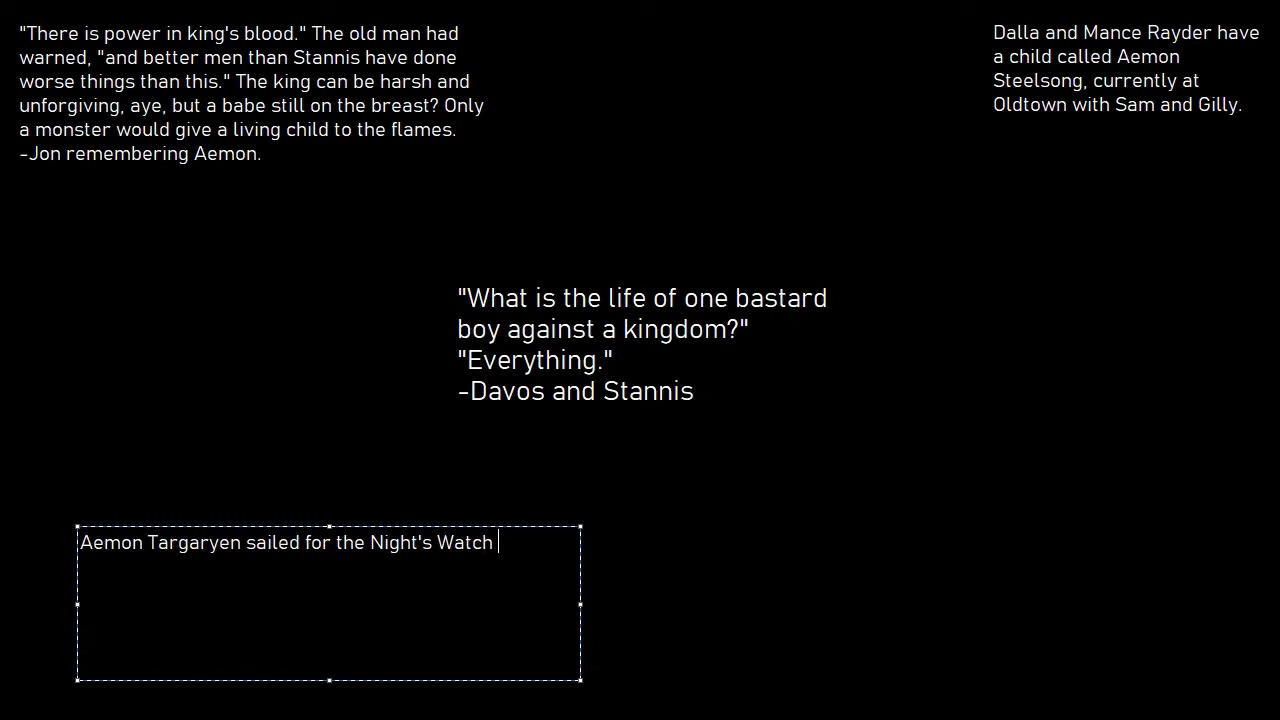 "There is power in king's blood." The old man had
warned, "and better men than Stannis have done
worse things than this." The king can be harsh and
unforgiving, aye, but a babe still on the breast? Only
a monster would give a living child to the flames.
-Jon remembering Aemon.
Dalla and Mance Rayder have
a child called Aemon
Steelsong, currently at
Oldtown with Sam and Gilly.
"What is the life of one bastard
boy against a kingdom?"
"Everything."
-Davos and Stannis
Aemon Targaryen sailed for the Night's Watch